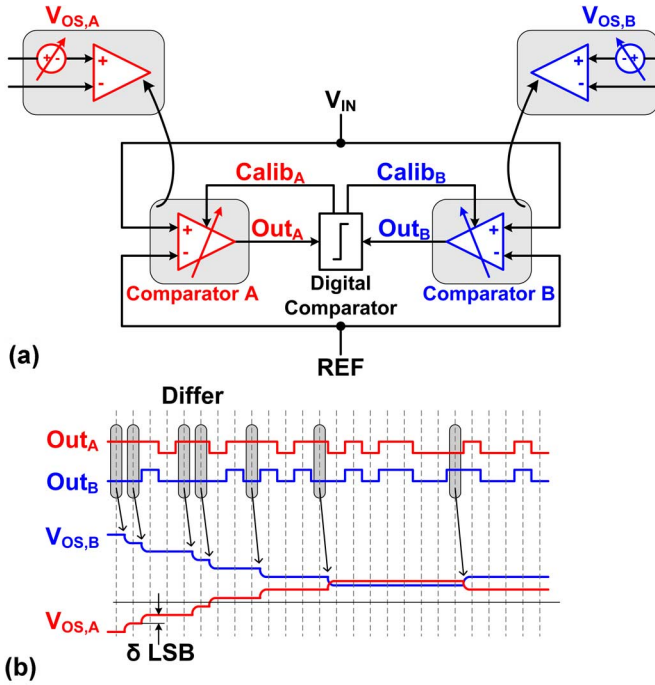 V_OS,A
V_OS,B
+ -
+
-
+
-
+ -
V_IN
Calib_A
Calib_B
+
-
Out_A
Out_B
+
-
Comparator A
Digital
Comparator
Comparator B
REF
(a)
Differ
Out_A
Out_B
V_OS,B
V_OS,A
δ LSB
(b)